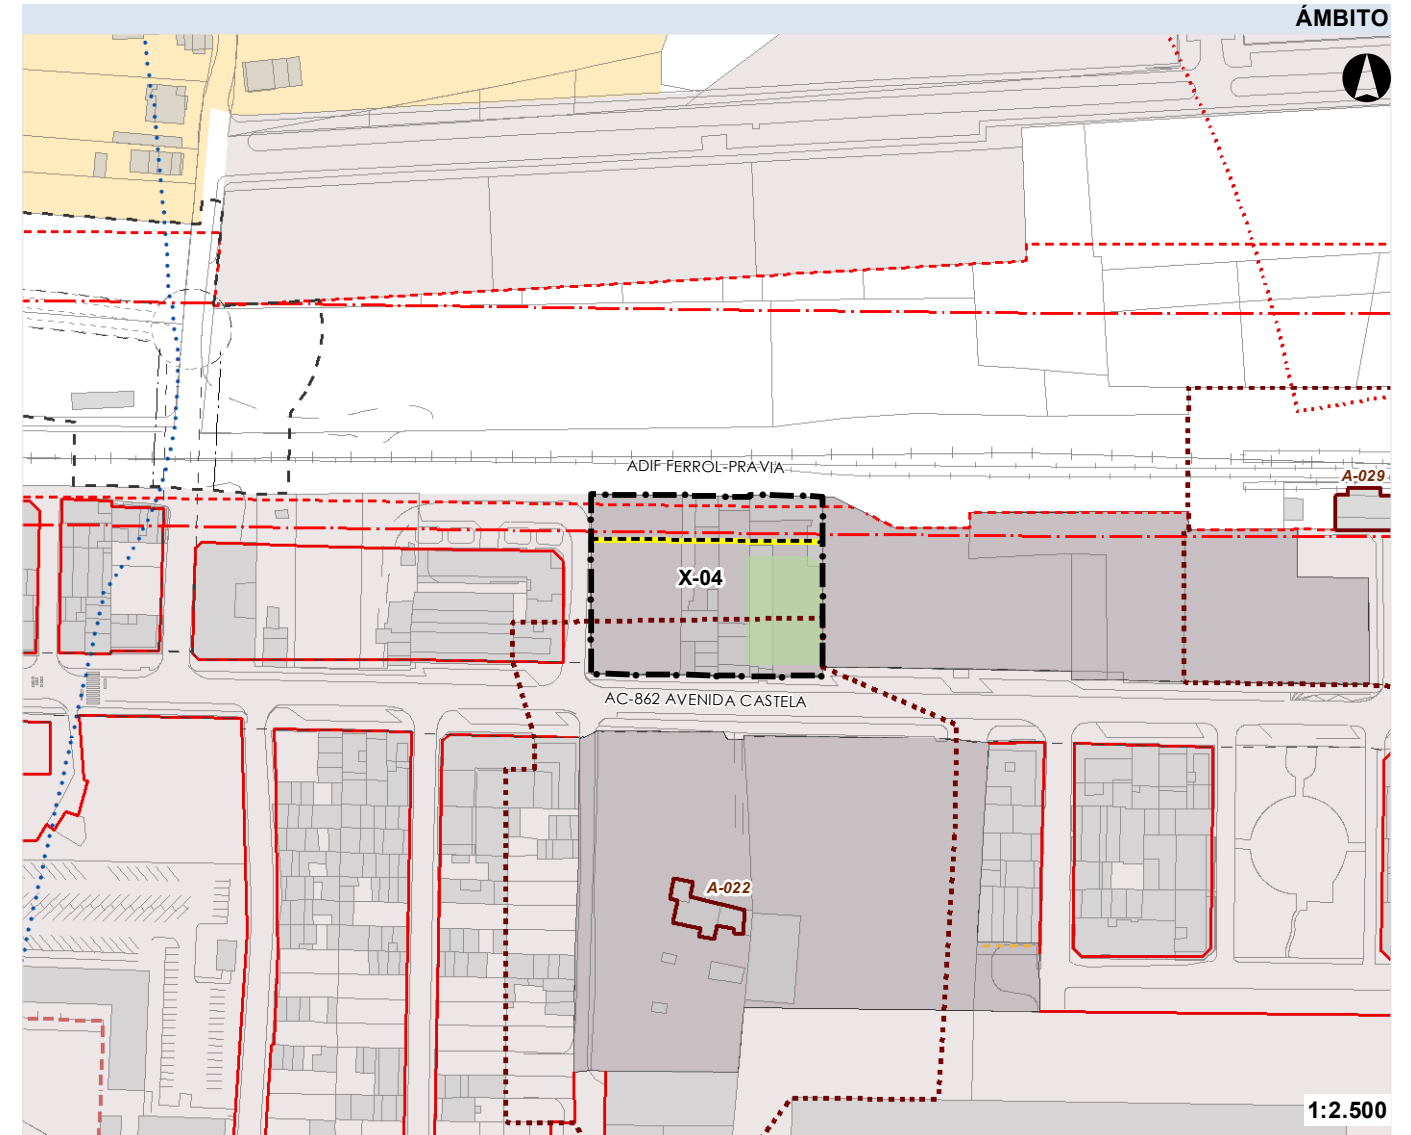 ÁMBITO
ADIF FERROL-PRAVIA
A-029
X-04
AC-862 AVENIDA CASTELA
A-022
1:2.500